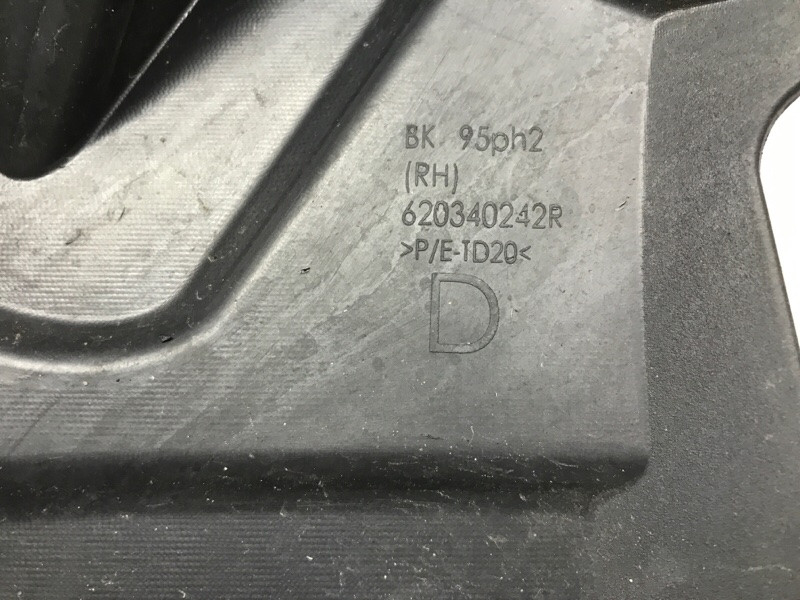 BK 95ph2
(RH)
620340242R
>P/E-TD20<
D